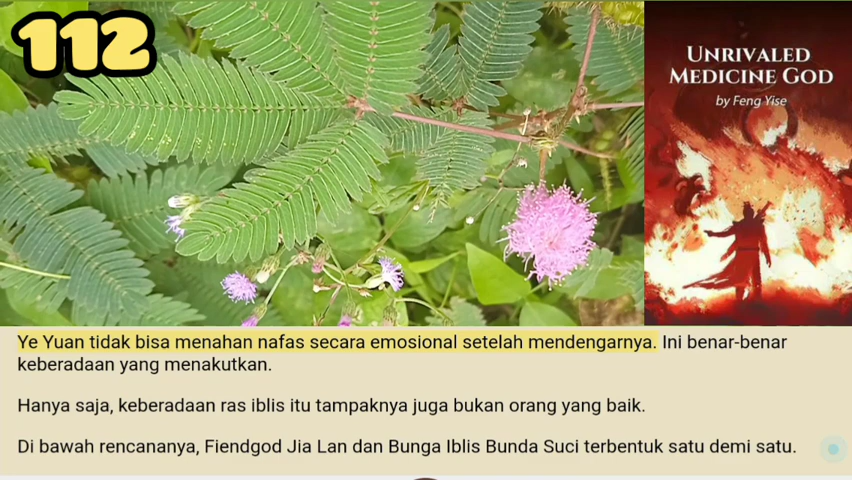 112
UNRIVALED
MEDICINE GOD
by Feng Yise
Ye Yuan tidak bisa menahan nafas secara emosional setelah mendengarnya. Ini benar-benar
keberadaan yang menakutkan.
Hanya saja, keberadaan ras iblis itu tampaknya juga bukan orang yang baik.
Di bawah rencananya, Fiendgod Jia Lan dan Bunga Iblis Bunda Suci terbentuk satu demi satu.